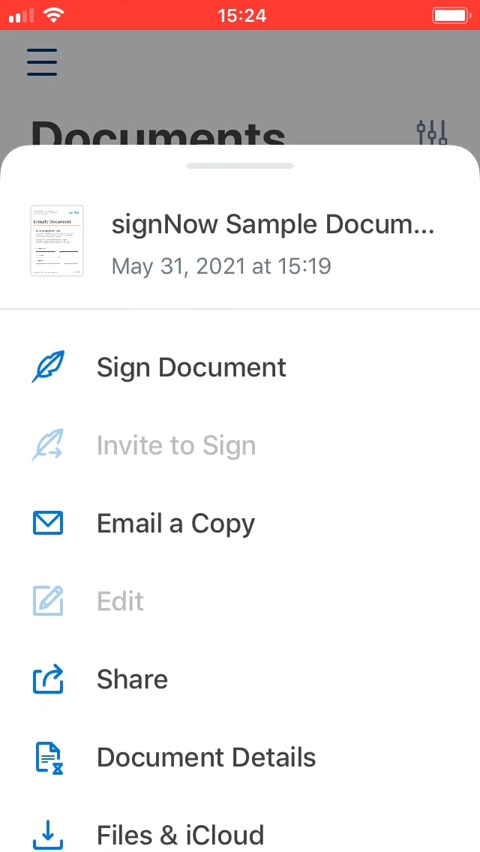 15:24
Documents
signNow Sample Docum...
May 31, 2021 at 15:19
Sign Document
Invite to Sign
Email a Copy
Edit
Share
Document Details
Files & iCloud